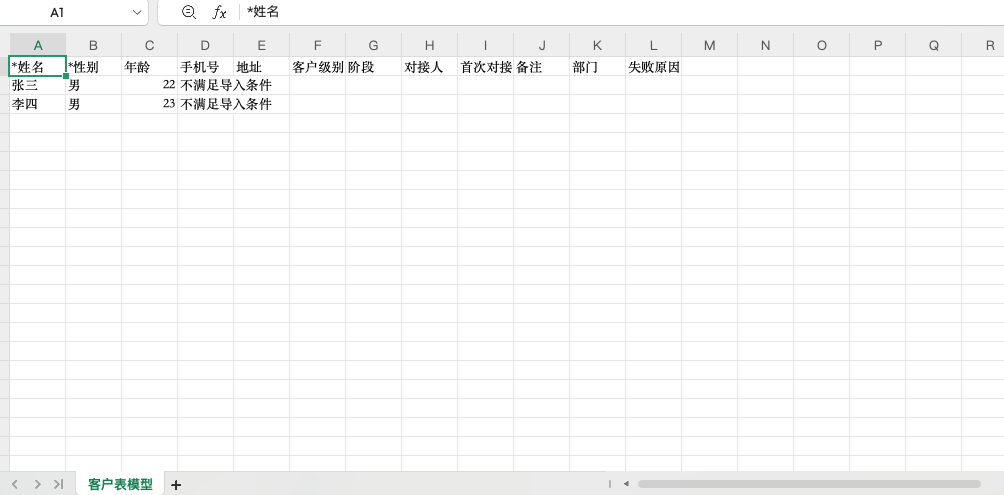 A1 fx *姓名
A B C D E F G H I J K L M N O P Q R
*姓名 *性别 年龄 手机号 地址 客户级别 阶段 对接人 首次对接 备注 部门 失败原因
张三 男 22 不满足导入条件
李四 男 23 不满足导入条件
客户表模型 +